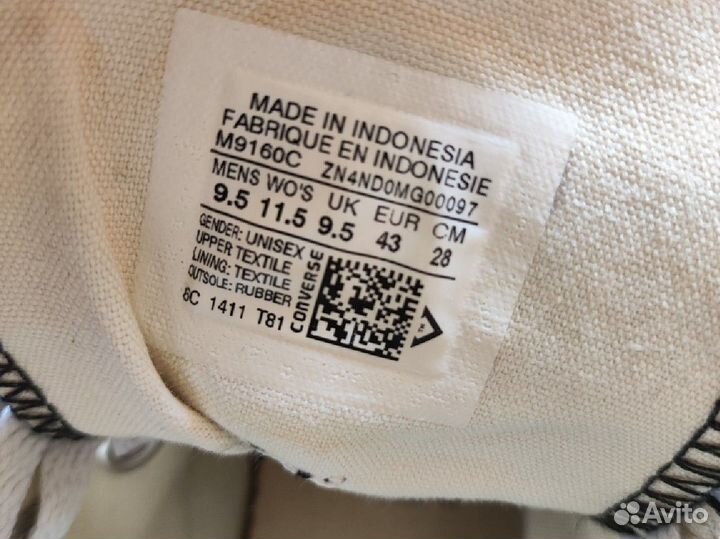 MADE IN INDONESIA
FABRIQUE EN INDONESIE
M9160C ZN4ND0MG00097
MENS WO'S UK EUR CM
9.5 11.5 9.5 43 28
GENDER: UNISEX
UPPER TEXTILE
LINING: TEXTILE
OUTSOLE: RUBBER
8C 1411 T81
CONVERSE
Avito